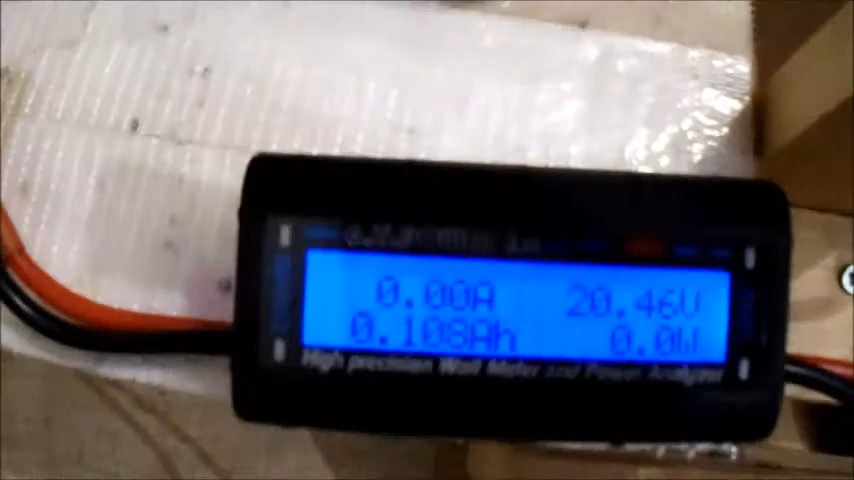 0.00A 20.46V
0.108Ah 0.0W
High precision Watt Meter and Power Analyzer